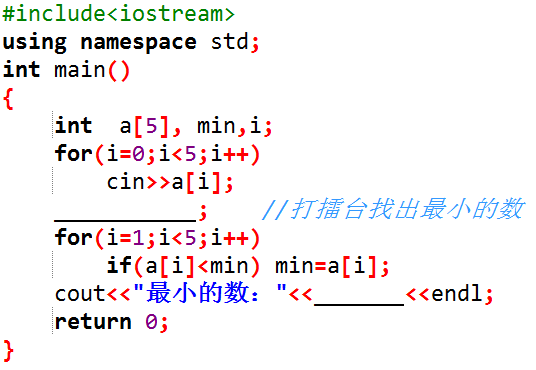 #include<iostream>
using namespace std;
int main()
{
    int  a[5], min,i;
    for(i=0;i<5;i++)
        cin>>a[i];
    ___________;    //打擂台找出最小的数
    for(i=1;i<5;i++)
        if(a[i]<min) min=a[i];
    cout<<"最小的数："<<_______<<endl;
    return 0;
}